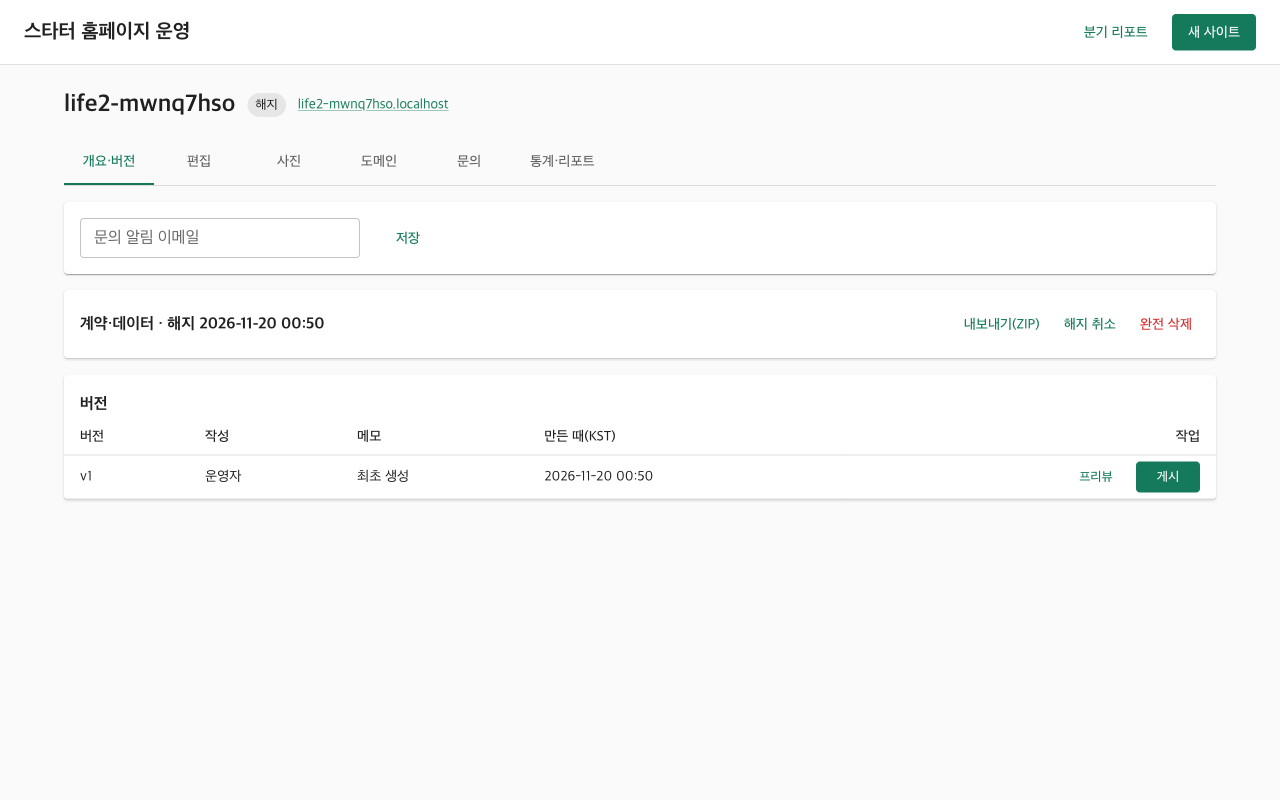 스타터 홈페이지 운영
분기 리포트
새 사이트
life2-mwnq7hso 해지 life2-mwnq7hso.localhost
개요·버전 편집 사진 도메인 문의 통계·리포트
문의 알림 이메일 저장
계약·데이터 · 해지 2026-11-20 00:50 내보내기(ZIP) 해지 취소 완전 삭제
버전
버전 작성 메모 만든 때(KST) 작업
v1 운영자 최초 생성 2026-11-20 00:50 프리뷰 게시